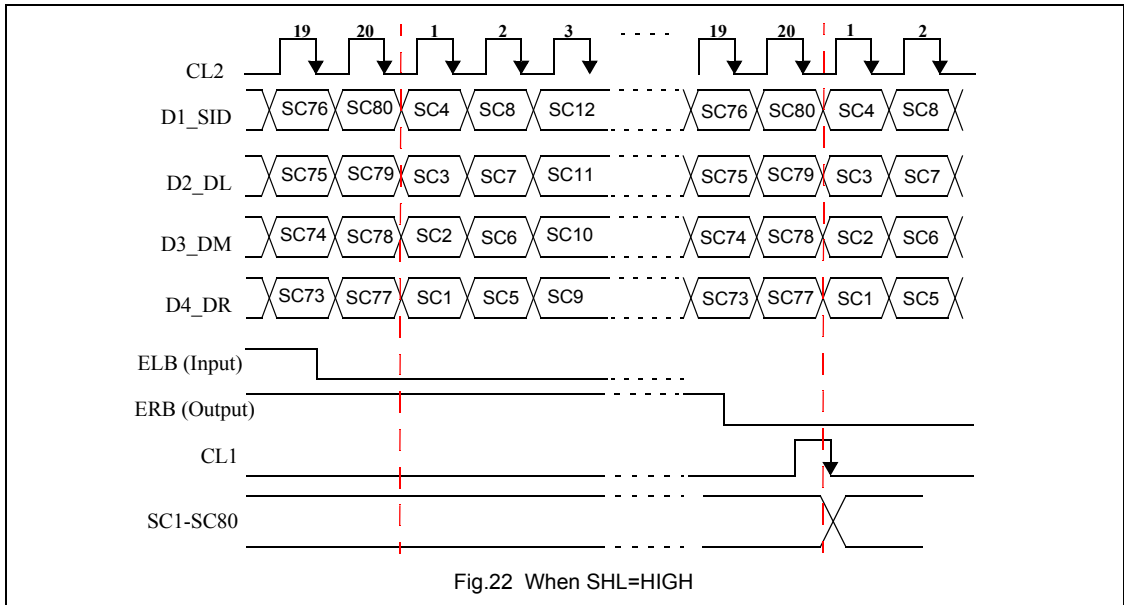 19 20 1 2 3 19 20 1 2
CL2
D1_SID SC76 SC80 SC4 SC8 SC12 SC76 SC80 SC4 SC8
D2_DL SC75 SC79 SC3 SC7 SC11 SC75 SC79 SC3 SC7
D3_DM SC74 SC78 SC2 SC6 SC10 SC74 SC78 SC2 SC6
D4_DR SC73 SC77 SC1 SC5 SC9 SC73 SC77 SC1 SC5
ELB (Input)
ERB (Output)
CL1
SC1-SC80
Fig.22 When SHL=HIGH